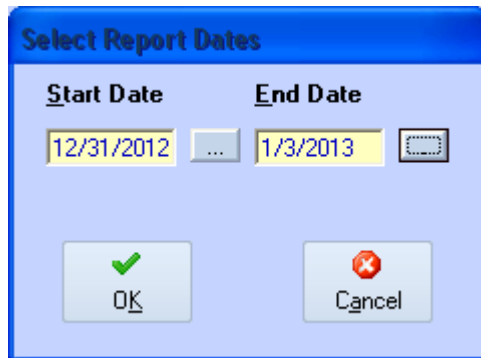 Select Report Dates
Start Date End Date
12/31/2012 ... 1/3/2013 ...
OK Cancel